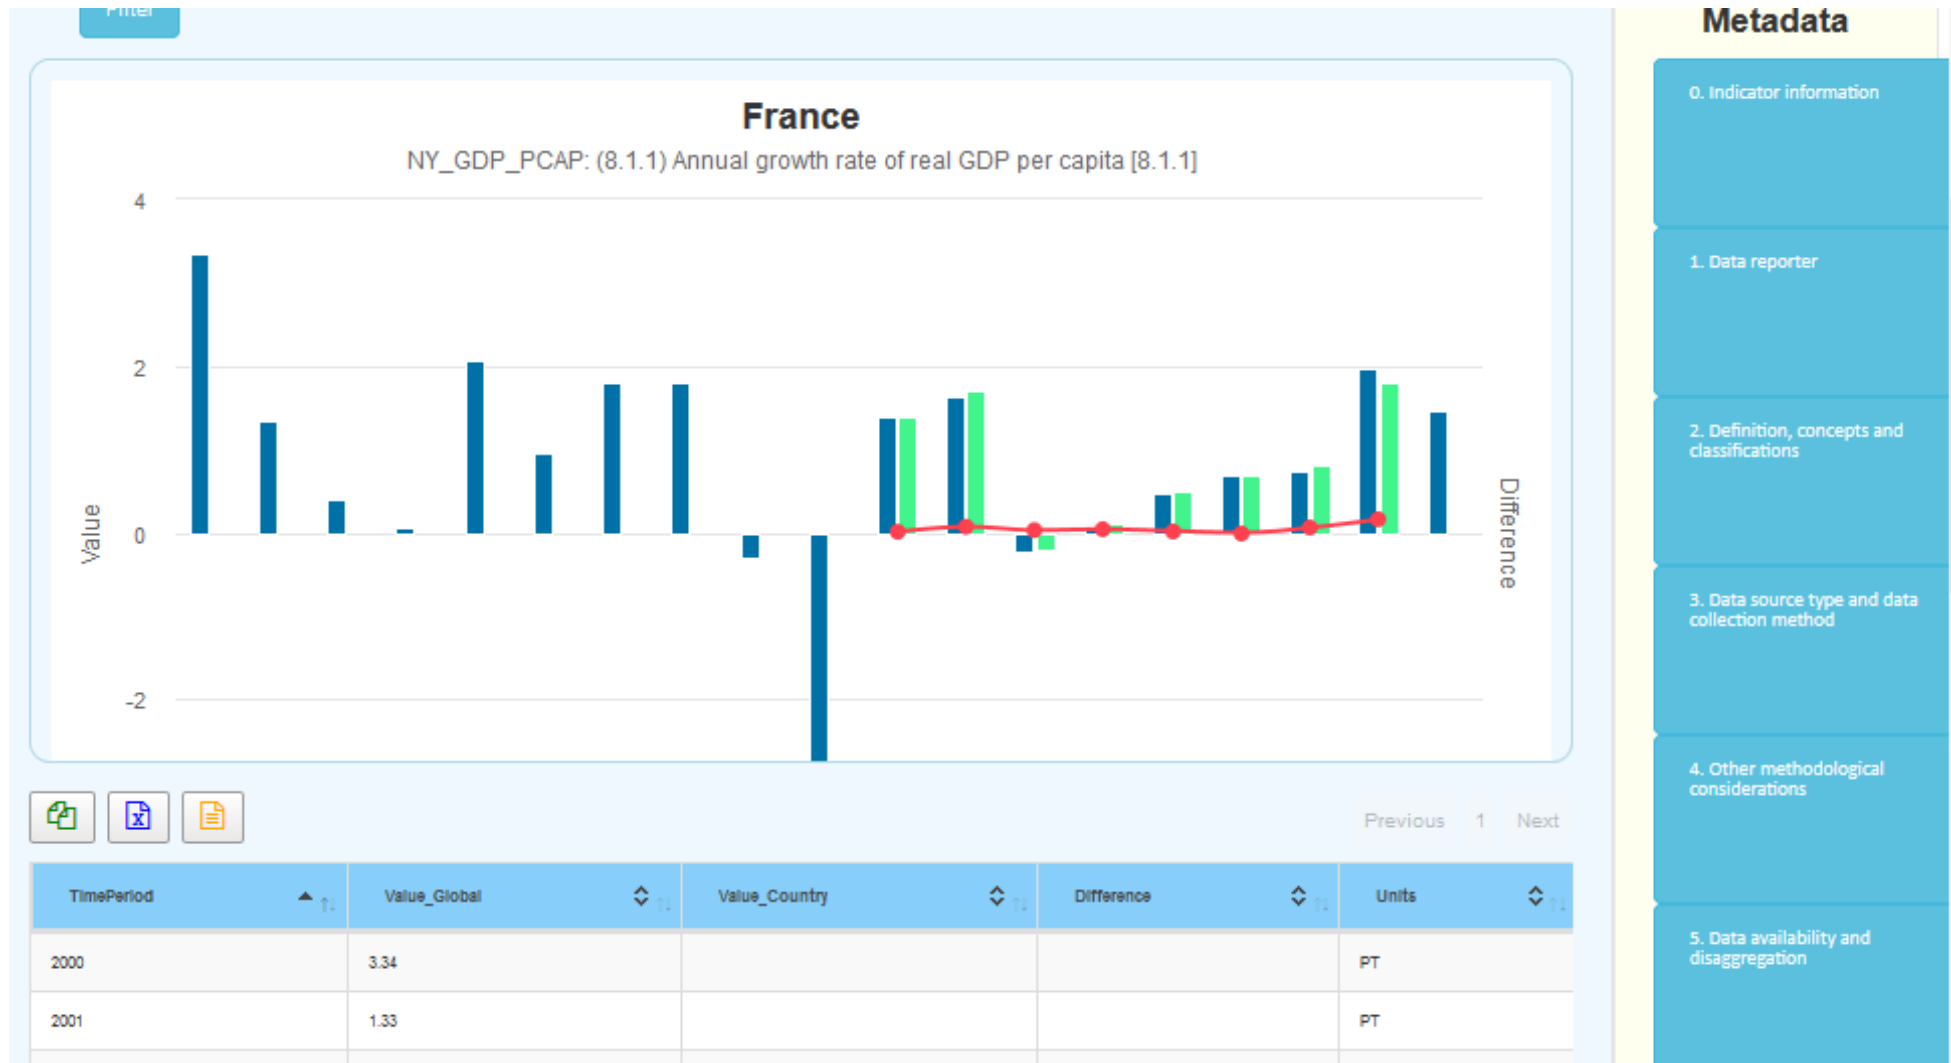 Filter
Metadata
France
NY_GDP_PCAP: (8.1.1) Annual growth rate of real GDP per capita [8.1.1]
4
2
0
-2
Value
Difference
Previous 1 Next
TimePeriod Value_Global Value_Country Difference Units
2000 3.34 PT
2001 1.33 PT
0. Indicator information
1. Data reporter
2. Definition, concepts and
classifications
3. Data source type and data
collection method
4. Other methodological
considerations
5. Data availability and
disaggregation